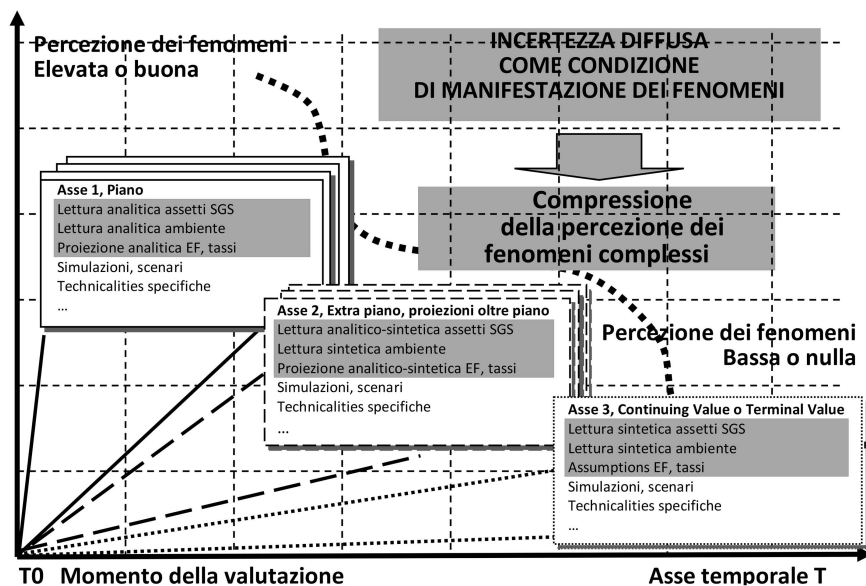 Percezione dei fenomeni
Elevata o buona
INCERTEZZA DIFFUSA
COME CONDIZIONE
DI MANIFESTAZIONE DEI FENOMENI
Compressione
della percezione dei
fenomeni complessi
Asse 1, Piano
Lettura analitica assetti SGS
Lettura analitica ambiente
Proiezione analitica EF, tassi
Simulazioni, scenari
Technicalities specifiche
...
Asse 2, Extra piano, proiezioni oltre piano
Lettura analitico-sintetica assetti SGS
Lettura sintetica ambiente
Proiezione analitico-sintetica EF, tassi
Simulazioni, scenari
Technicalities specifiche
...
Percezione dei fenomeni
Bassa o nulla
Asse 3, Continuing Value o Terminal Value
Lettura sintetica assetti SGS
Lettura sintetica ambiente
Assumptions EF, tassi
Simulazioni, scenari
Technicalities specifiche
...
T0 Momento della valutazione
Asse temporale T